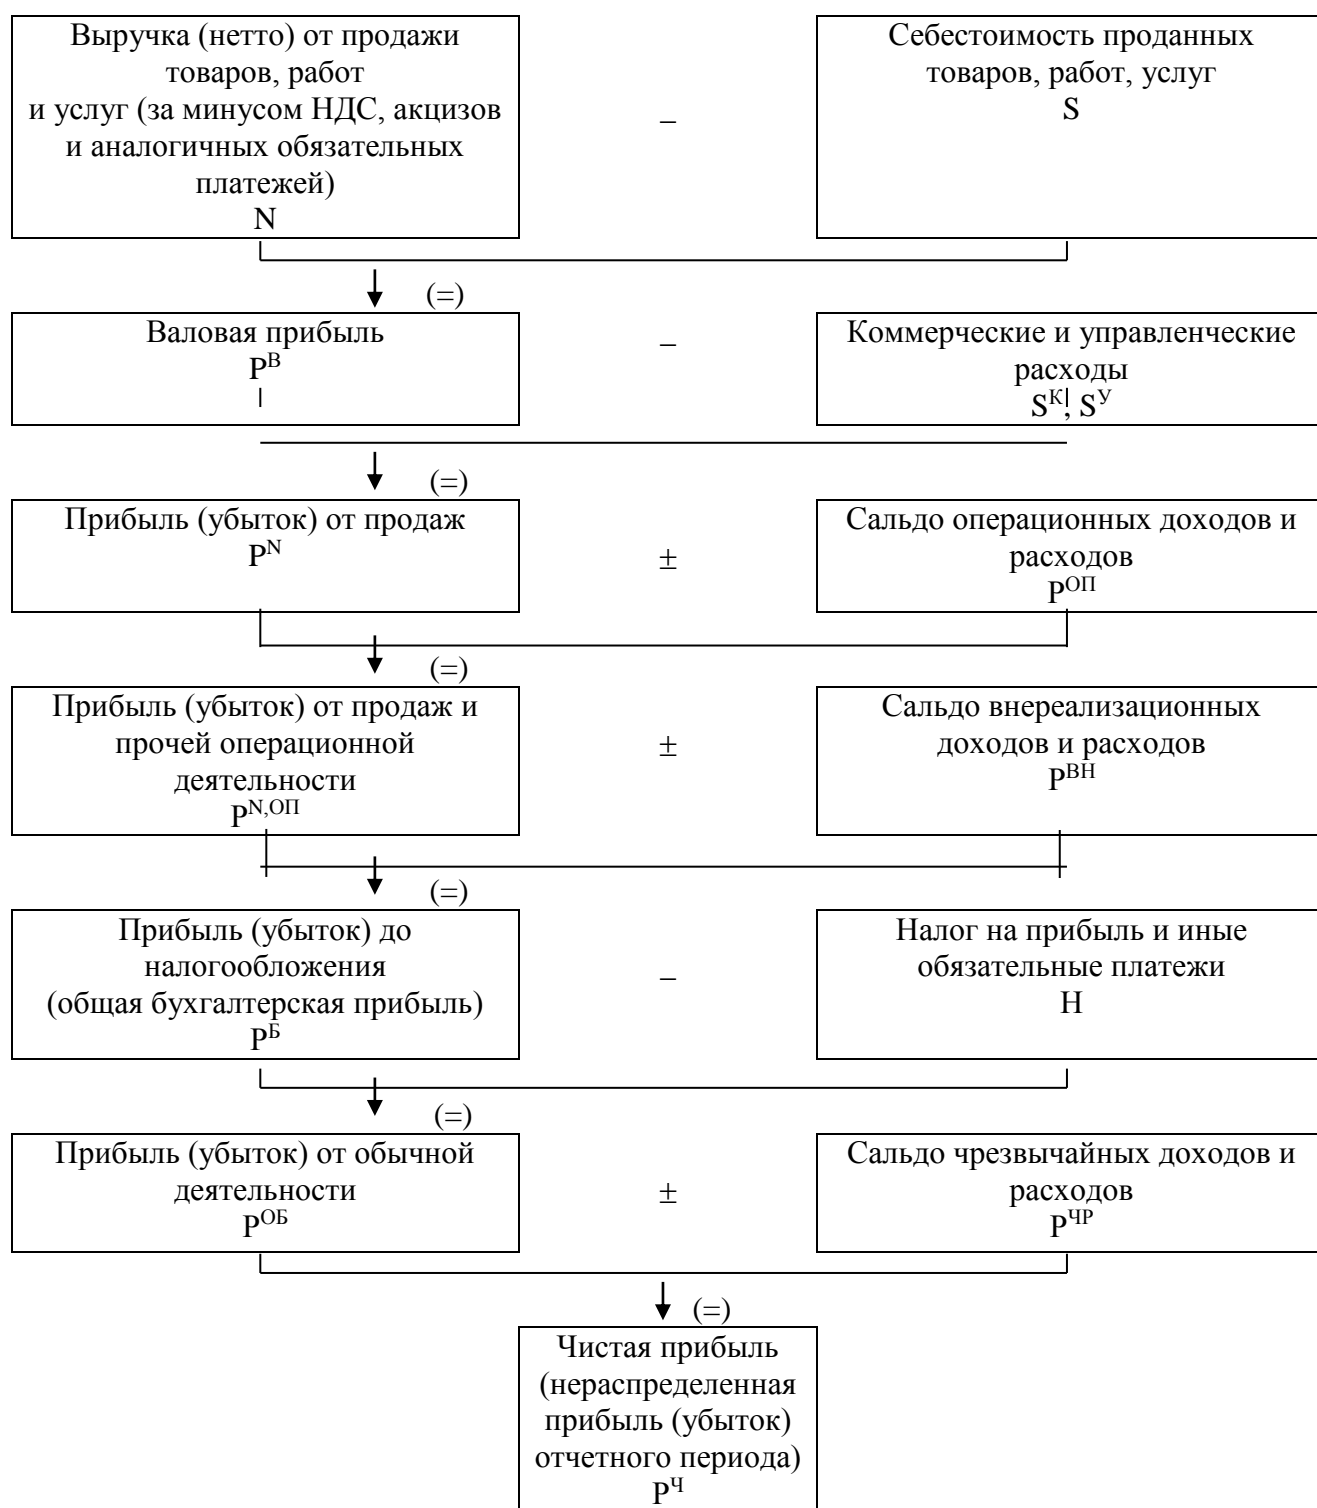 Выручка (нетто) от продажи
товаров, работ
и услуг (за минусом НДС, акцизов
и аналогичных обязательных
платежей)
N
–
Себестоимость проданных
товаров, работ, услуг
S
(=)
Валовая прибыль
P^В
–
Коммерческие и управленческие
расходы
S^К, S^У
(=)
Прибыль (убыток) от продаж
P^N
±
Сальдо операционных доходов и
расходов
P^ОП
(=)
Прибыль (убыток) от продаж и
прочей операционной
деятельности
P^N,ОП
±
Сальдо внереализационных
доходов и расходов
P^ВН
(=)
Прибыль (убыток) до
налогообложения
(общая бухгалтерская прибыль)
P^Б
–
Налог на прибыль и иные
обязательные платежи
Н
(=)
Прибыль (убыток) от обычной
деятельности
P^ОБ
±
Сальдо чрезвычайных доходов и
расходов
P^ЧР
(=)
Чистая прибыль
(нераспределенная
прибыль (убыток)
отчетного периода)
P^Ч